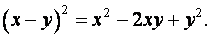 (x−y)² = x² − 2xy + y².